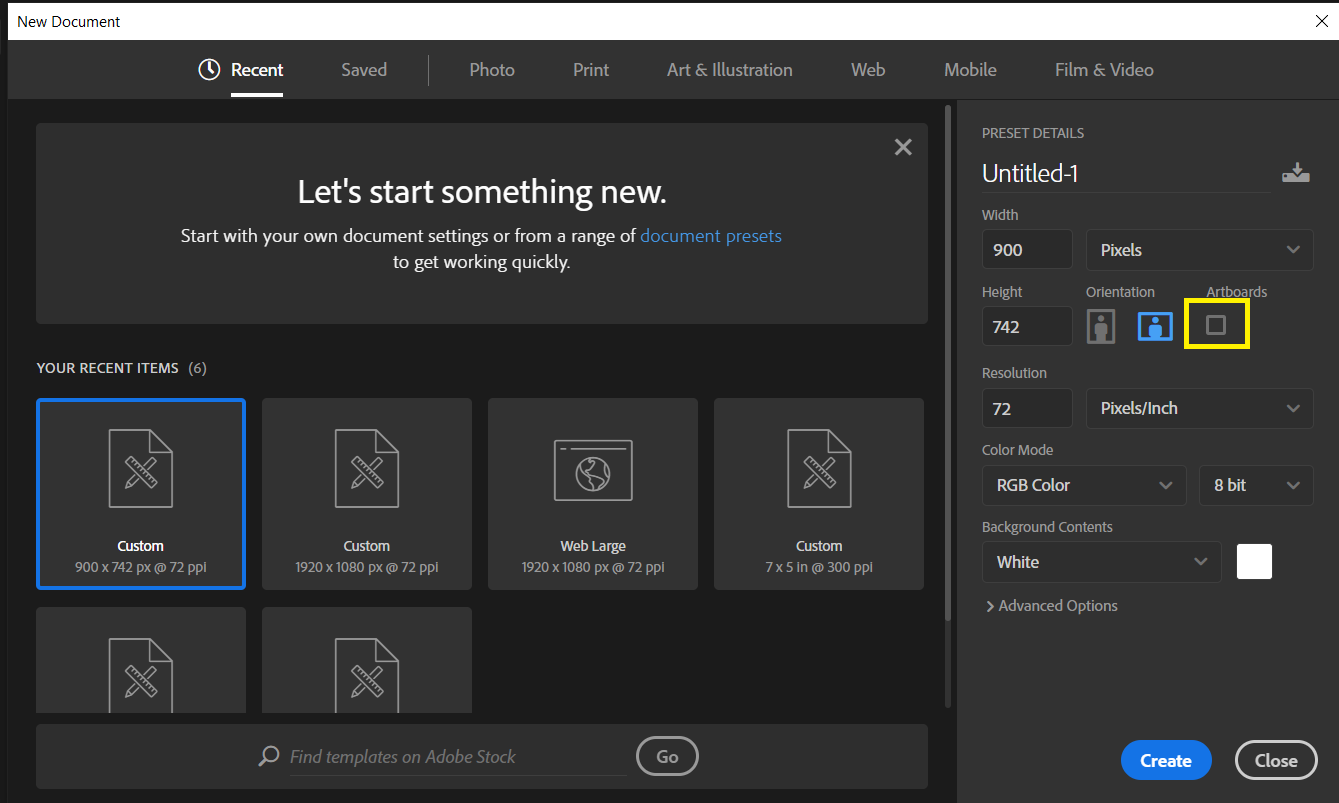 New Document
Recent
Saved
Photo
Print
Art & Illustration
Web
Mobile
Film & Video
Let's start something new.
Start with your own document settings or from a range of document presets
to get working quickly.
YOUR RECENT ITEMS (6)
Custom
900 x 742 px @ 72 ppi
Custom
1920 x 1080 px @ 72 ppi
Web Large
1920 x 1080 px @ 72 ppi
Custom
7 x 5 in @ 300 ppi
Find templates on Adobe Stock
Go
PRESET DETAILS
Untitled-1
Width
900
Pixels
Height
Orientation
Artboards
742
Resolution
72
Pixels/Inch
Color Mode
RGB Color
8 bit
Background Contents
White
Advanced Options
Create
Close